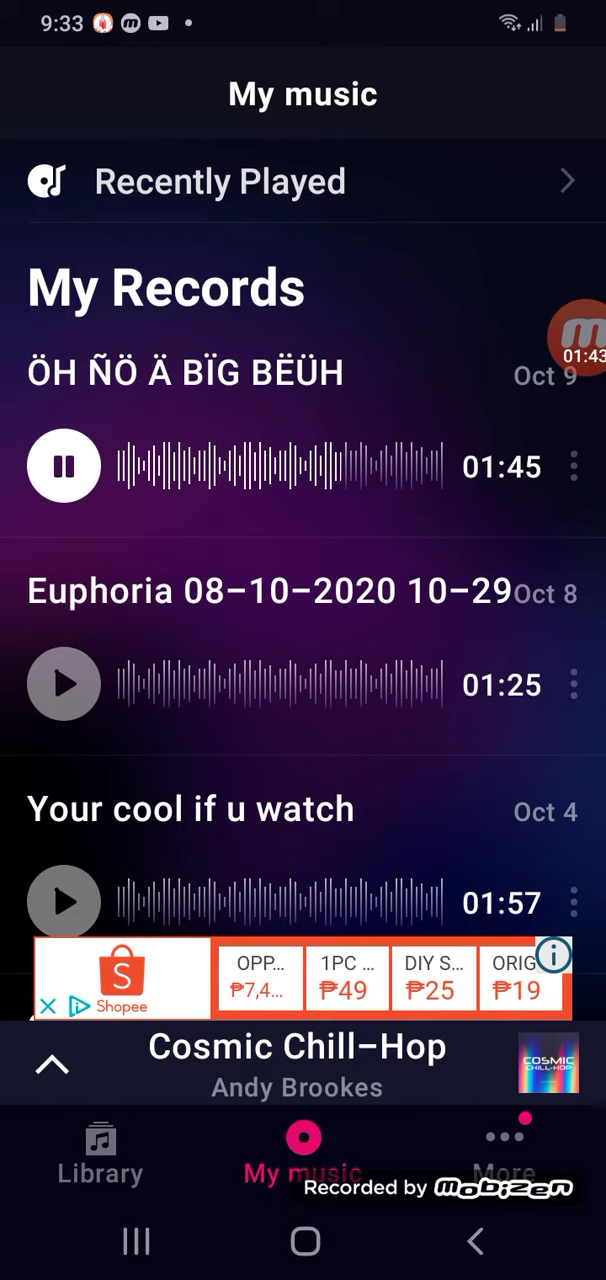 9:33
My music
Recently Played
My Records
ÖH ÑÖ Ä BÏG BËÜH
Oct 9
01:43
01:45
Euphoria 08-10-2020 10-29
Oct 8
01:25
Your cool if u watch
Oct 4
01:57
Shopee
OPP...
₱7,4...
1PC ...
₱49
DIY S...
₱25
ORIG
₱19
Cosmic Chill-Hop
Andy Brookes
COSMIC
CHILL-HOP
Library
My music
More
Recorded by mobizen